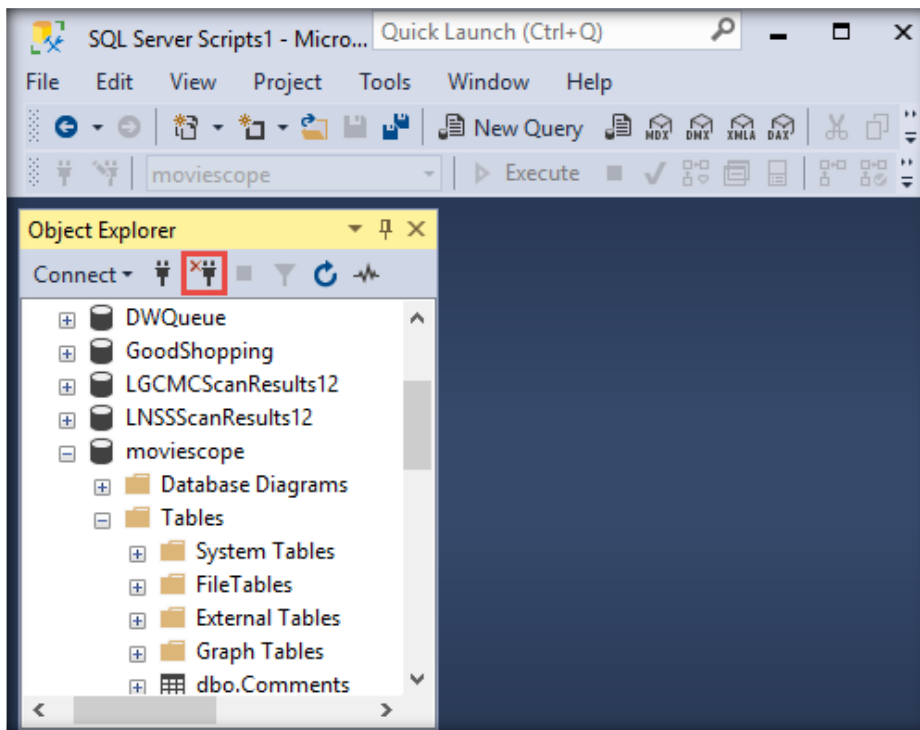 SQL Server Scripts1 - Micro... Quick Launch (Ctrl+Q)
File Edit View Project Tools Window Help
New Query MDX DMX XMLA DAX
moviescope Execute
Object Explorer
Connect
DWQueue
GoodShopping
LGCMCScanResults12
LNSSScanResults12
moviescope
Database Diagrams
Tables
System Tables
FileTables
External Tables
Graph Tables
dbo.Comments